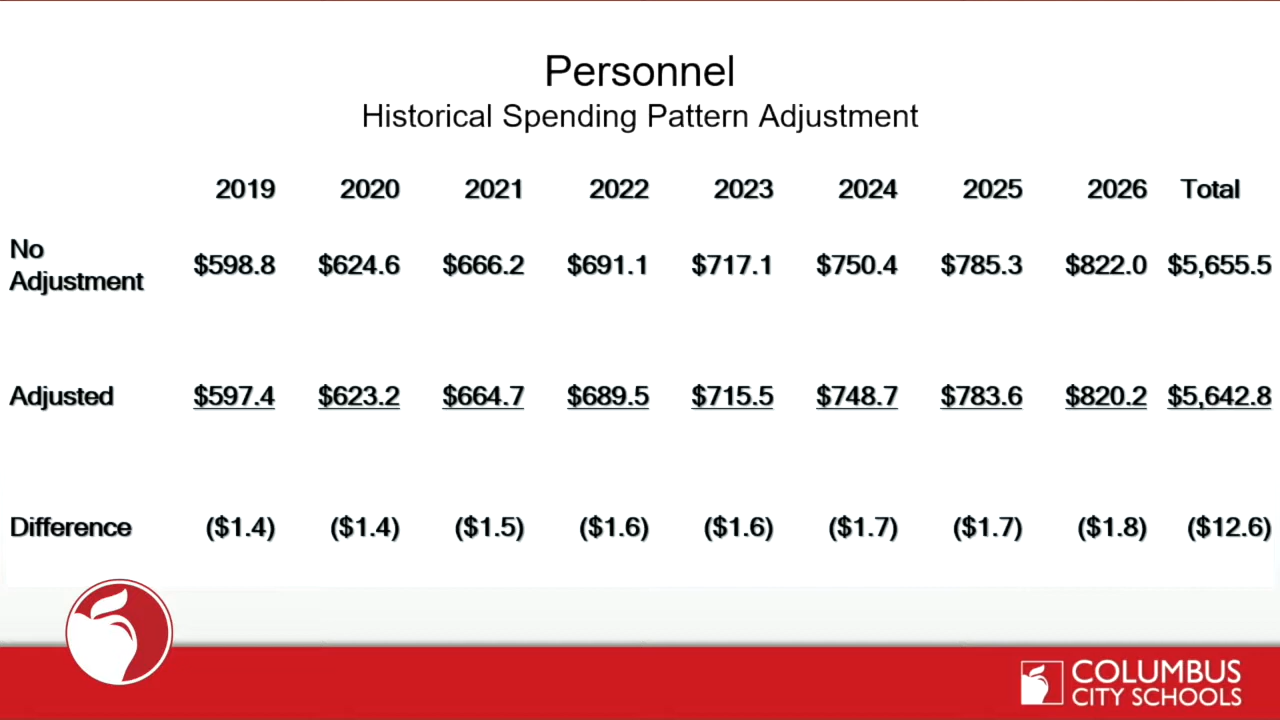 Personnel
Historical Spending Pattern Adjustment
2019 2020 2021 2022 2023 2024 2025 2026 Total
No
Adjustment $598.8 $624.6 $666.2 $691.1 $717.1 $750.4 $785.3 $822.0 $5,655.5
Adjusted $597.4 $623.2 $664.7 $689.5 $715.5 $748.7 $783.6 $820.2 $5,642.8
Difference ($1.4) ($1.4) ($1.5) ($1.6) ($1.6) ($1.7) ($1.7) ($1.8) ($12.6)
COLUMBUS
CITY SCHOOLS